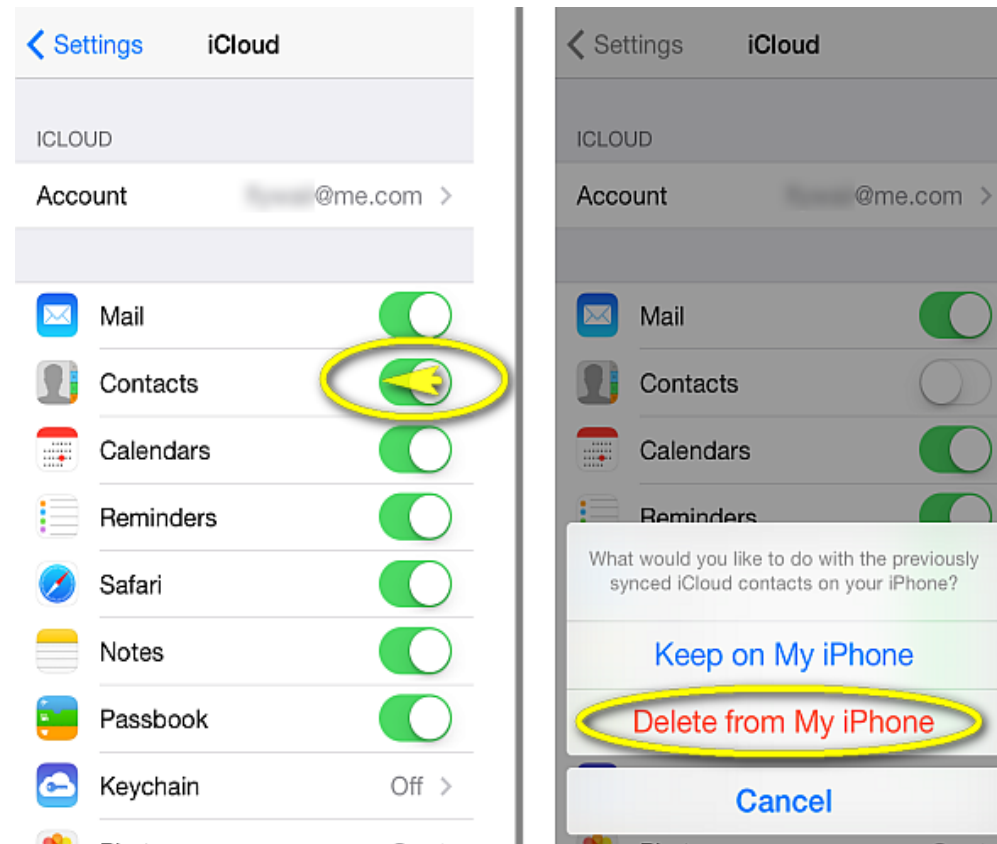 Settings iCloud
ICLOUD
Account @me.com
Mail
Contacts
Calendars
Reminders
Safari
Notes
Passbook
Keychain Off
Settings iCloud
ICLOUD
Account @me.com
Mail
Contacts
Calendars
Reminders
What would you like to do with the previously
synced iCloud contacts on your iPhone?
Keep on My iPhone
Delete from My iPhone
Cancel